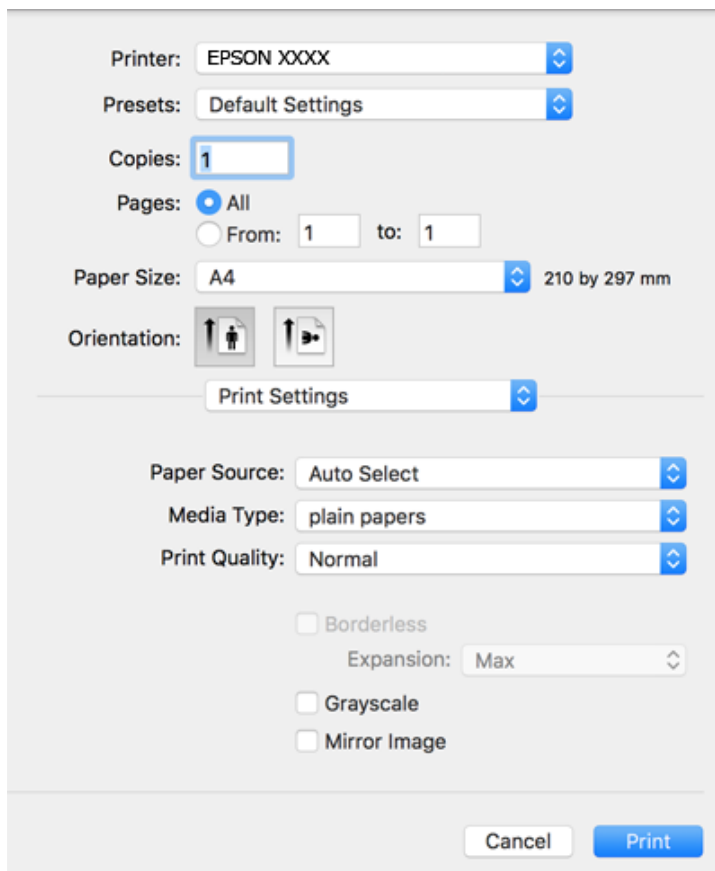 Printer: EPSON XXXX
Presets: Default Settings
Copies: 1
Pages: All
From: 1 to: 1
Paper Size: A4 210 by 297 mm
Orientation:
Print Settings
Paper Source: Auto Select
Media Type: plain papers
Print Quality: Normal
Borderless
Expansion: Max
Grayscale
Mirror Image
Cancel Print